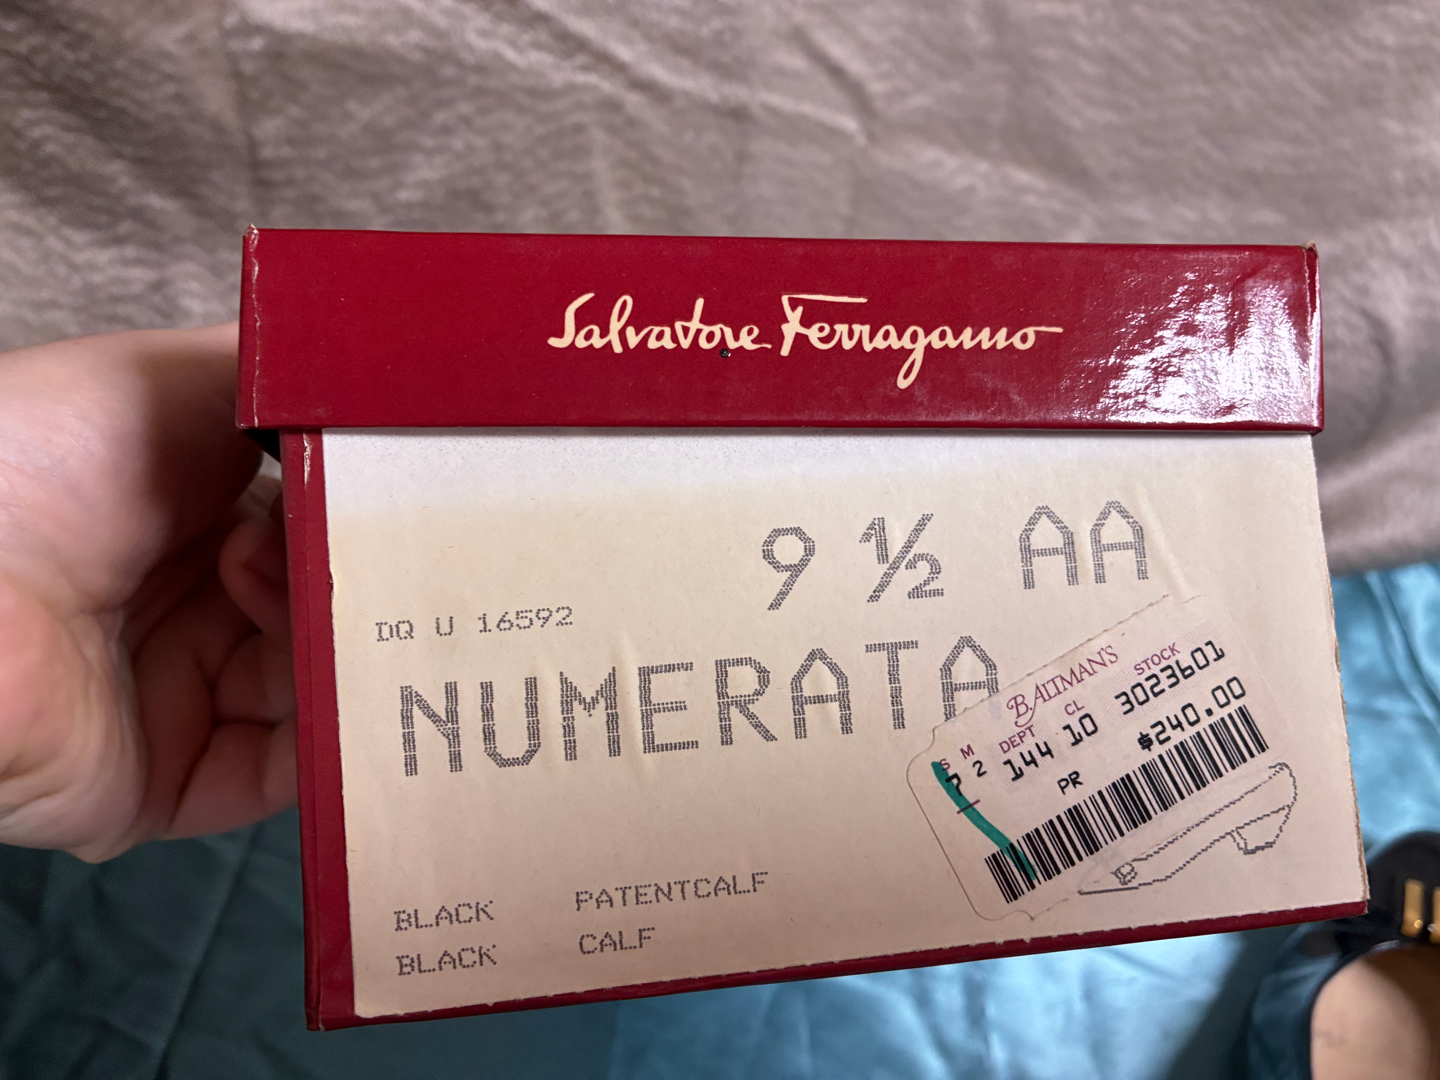 Salvatore Ferragamo
9 ½ AA
DQ U 16592
NUMERATA
B. ALTMAN'S
S M DEPT CL STOCK
7 2 144 10 3023601
PR $240.00
BLACK PATENTCALF
BLACK CALF